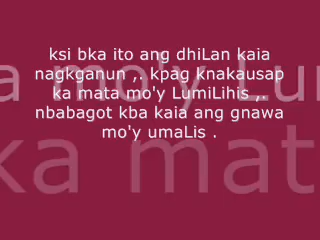 ksi bka ito ang dhiLan kaia
nagkganun ,. kpag knakausap
ka mata mo'y LumiLihis ,.
nbabagot kba kaia ang gnawa
mo'y umaLis .